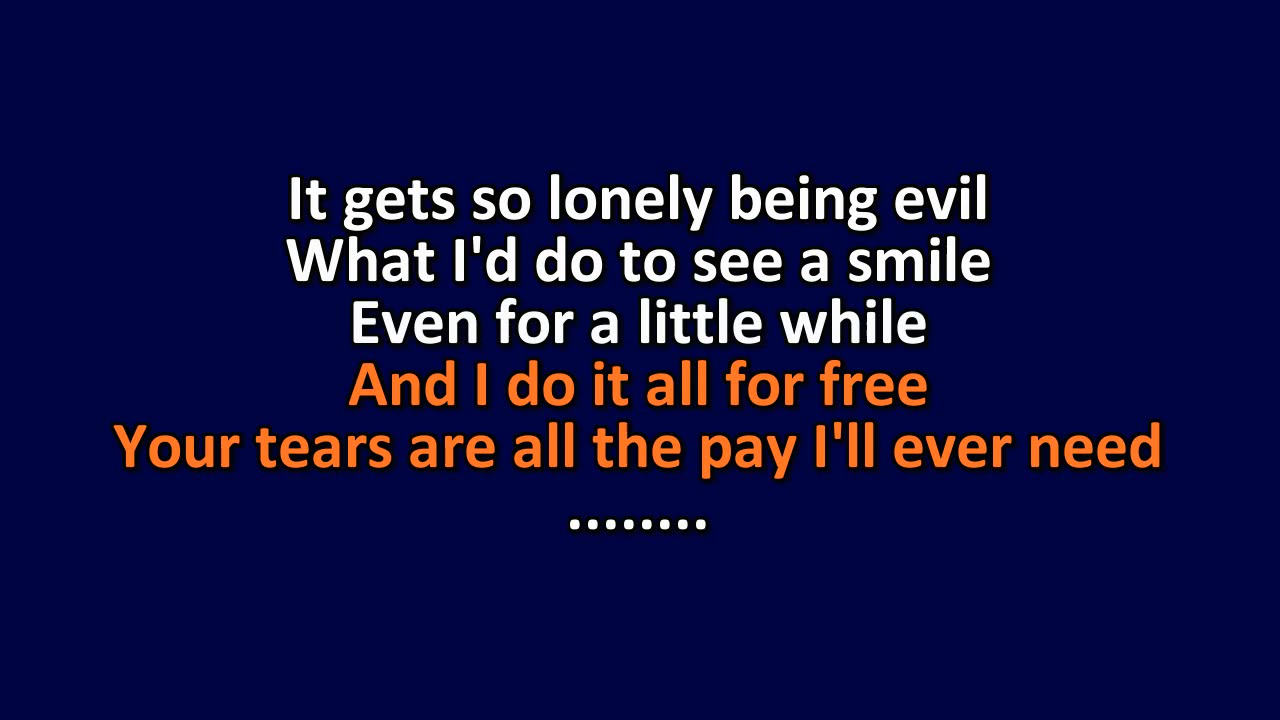 It gets so lonely being evil
What I'd do to see a smile
Even for a little while
And I do it all for free
Your tears are all the pay I'll ever need
........